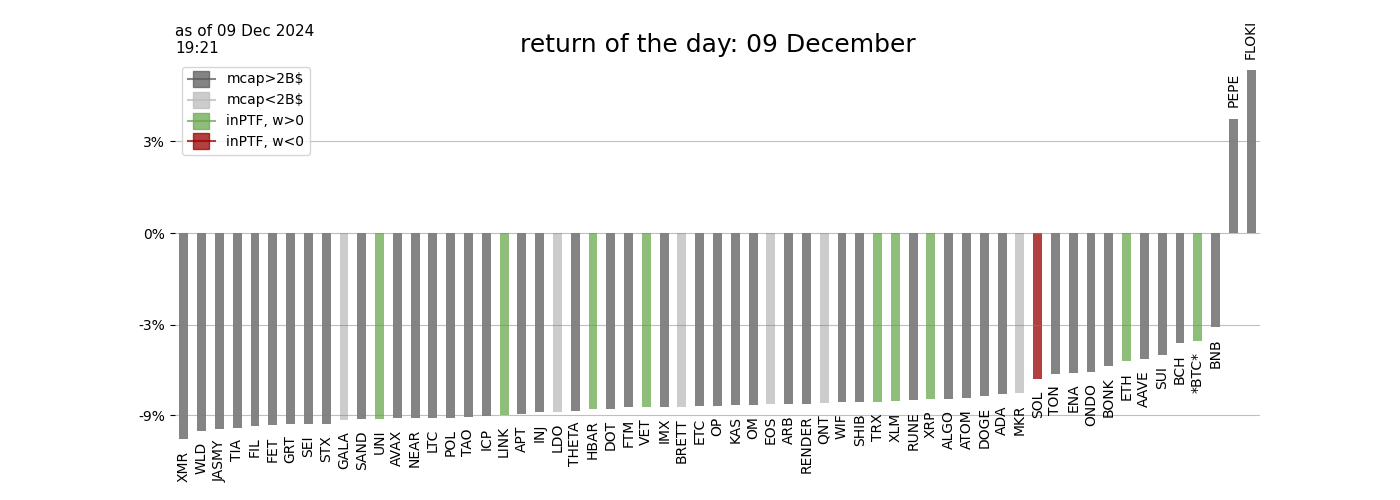 as of 09 Dec 2024
19:21
return of the day: 09 December
mcap>2B$
mcap<2B$
inPTF, w>0
inPTF, w<0
3%
0%
-3%
-9%
XMR
WLD
JASMY
TIA
FIL
FET
GRT
SEI
STX
GALA
SAND
UNI
AVAX
NEAR
LTC
POL
TAO
ICP
LINK
APT
INJ
LDO
THETA
HBAR
DOT
FTM
VET
IMX
BRETT
ETC
OP
KAS
OM
EOS
ARB
RENDER
QNT
WIF
SHIB
TRX
XLM
RUNE
XRP
ALGO
ATOM
DOGE
ADA
MKR
SOL
TON
ENA
ONDO
BONK
ETH
AAVE
SUI
BCH
*BTC*
BNB
PEPE
FLOKI